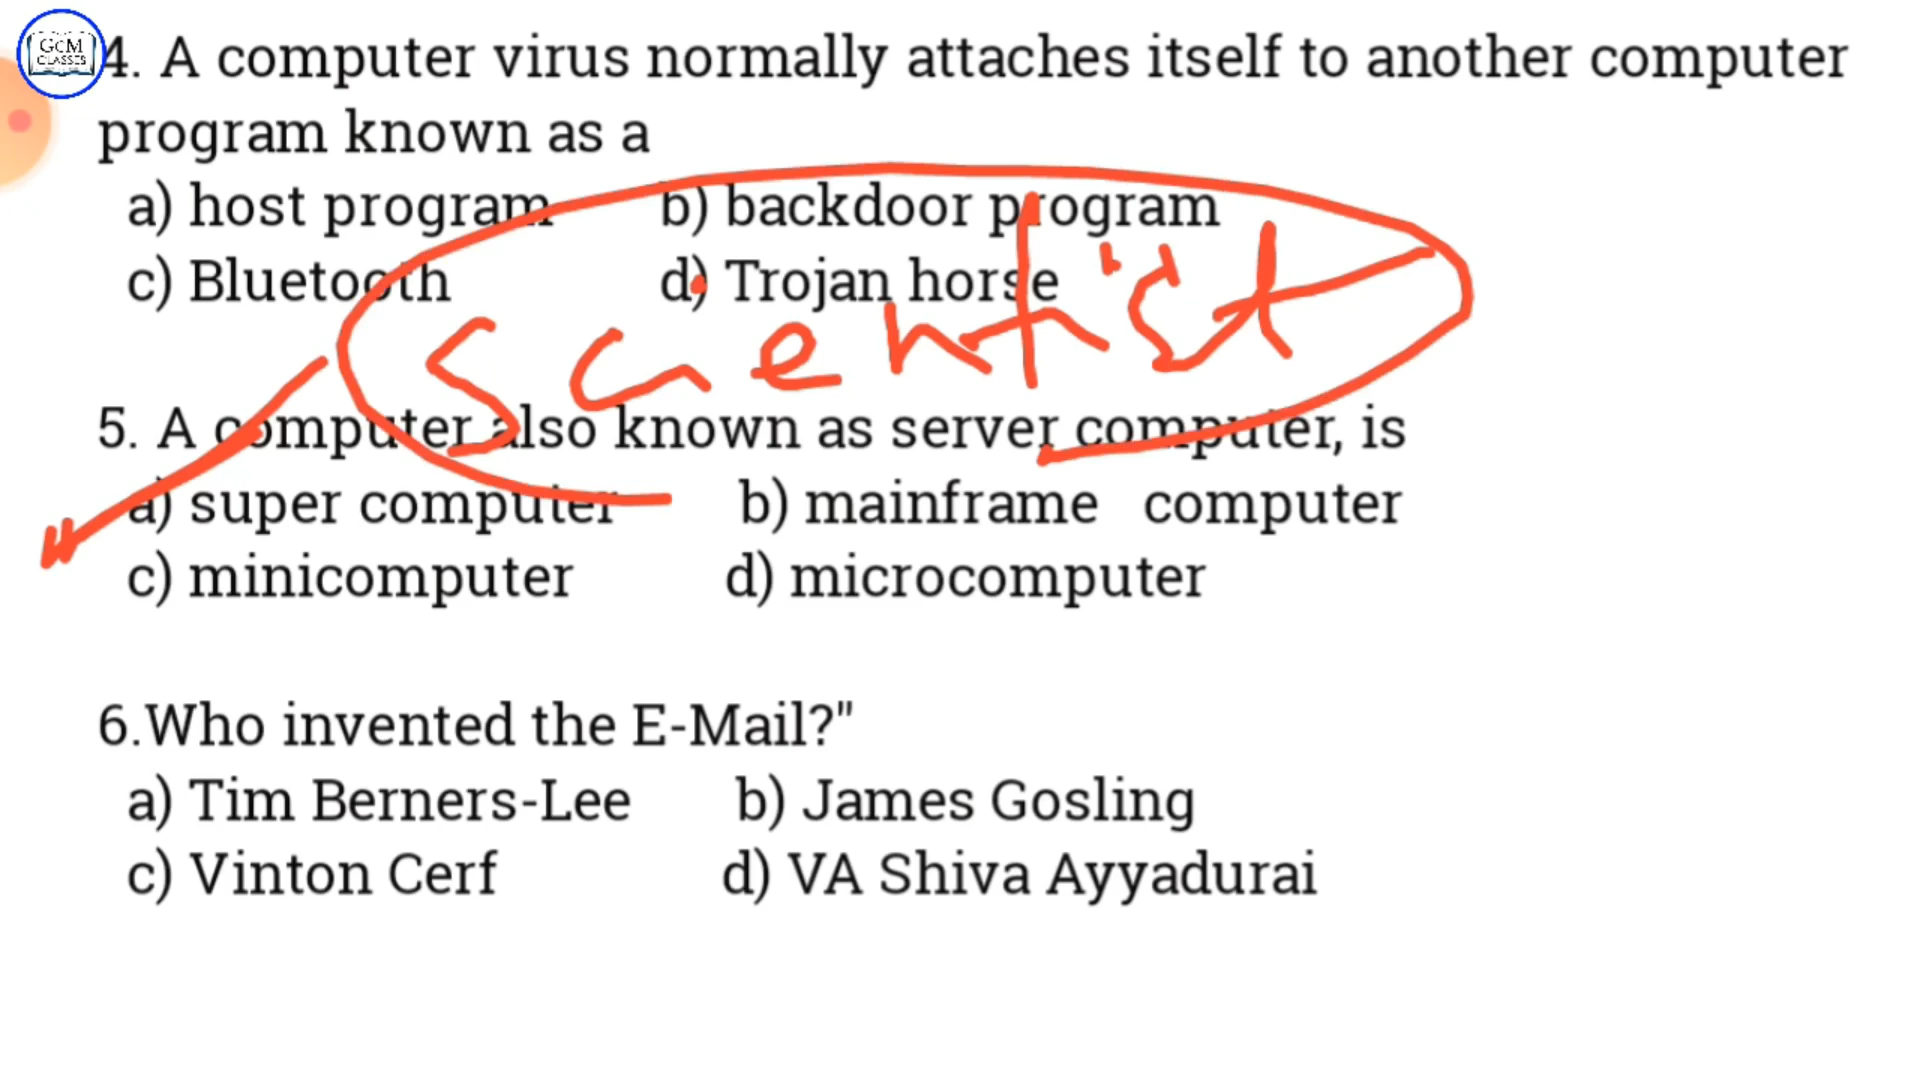 GCM
CLASSES
4. A computer virus normally attaches itself to another computer
program known as a
a) host program b) backdoor program
c) Bluetooth d) Trojan horse
Scientist
5. A computer also known as server computer, is
a) super computer b) mainframe computer
c) minicomputer d) microcomputer
6.Who invented the E-Mail?"
a) Tim Berners-Lee b) James Gosling
c) Vinton Cerf d) VA Shiva Ayyadurai